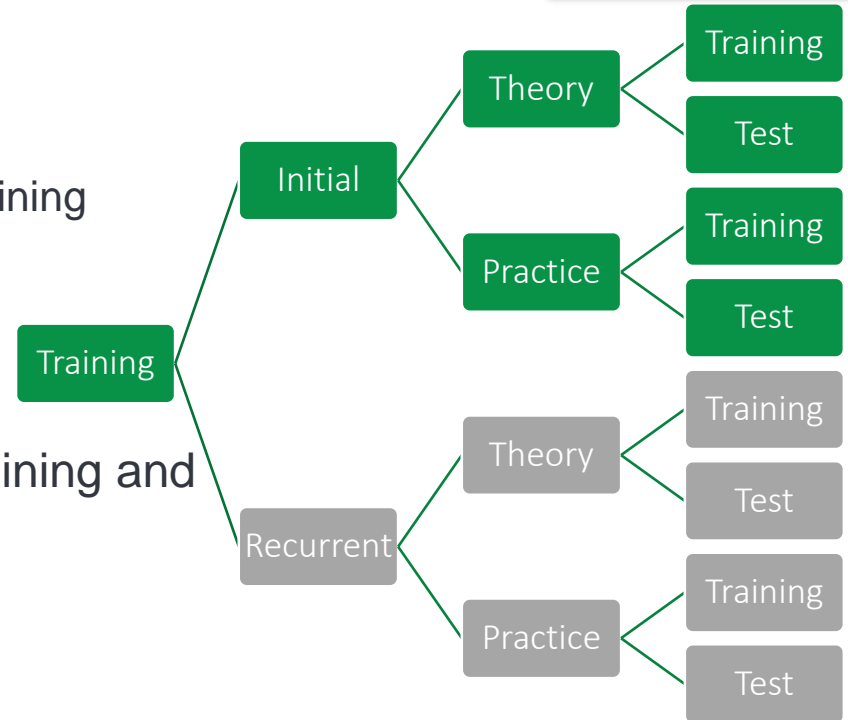 Training
Theory
Test
Initial
ining
Training
Practice
Test
Training
Training
Theory
ining and
Test
Recurrent
Training
Practice
Test